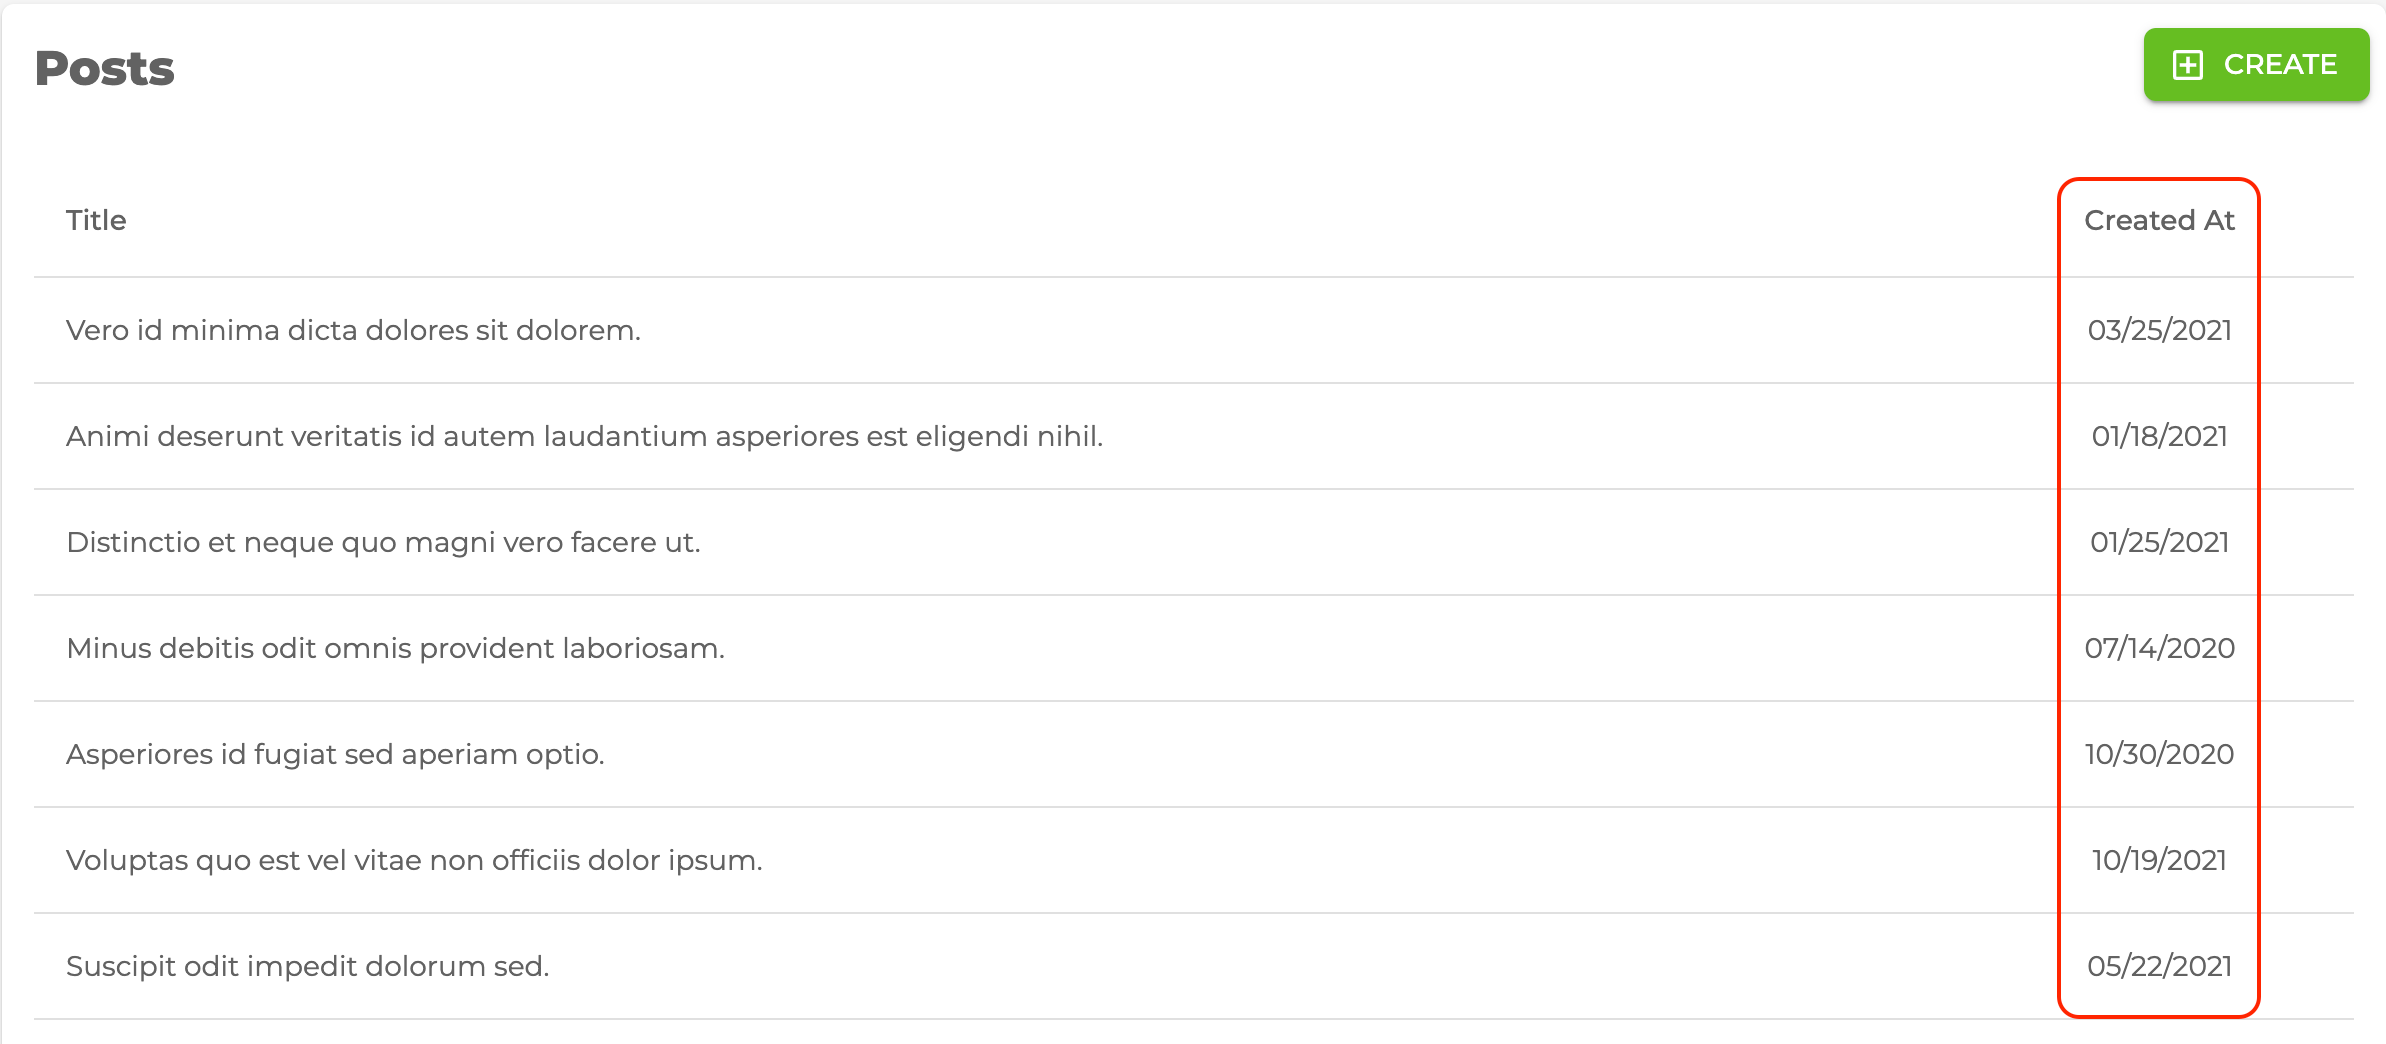 Posts
CREATE
Title Created At
Vero id minima dicta dolores sit dolorem. 03/25/2021
Animi deserunt veritatis id autem laudantium asperiores est eligendi nihil. 01/18/2021
Distinctio et neque quo magni vero facere ut. 01/25/2021
Minus debitis odit omnis provident laboriosam. 07/14/2020
Asperiores id fugiat sed aperiam optio. 10/30/2020
Voluptas quo est vel vitae non officiis dolor ipsum. 10/19/2021
Suscipit odit impedit dolorum sed. 05/22/2021